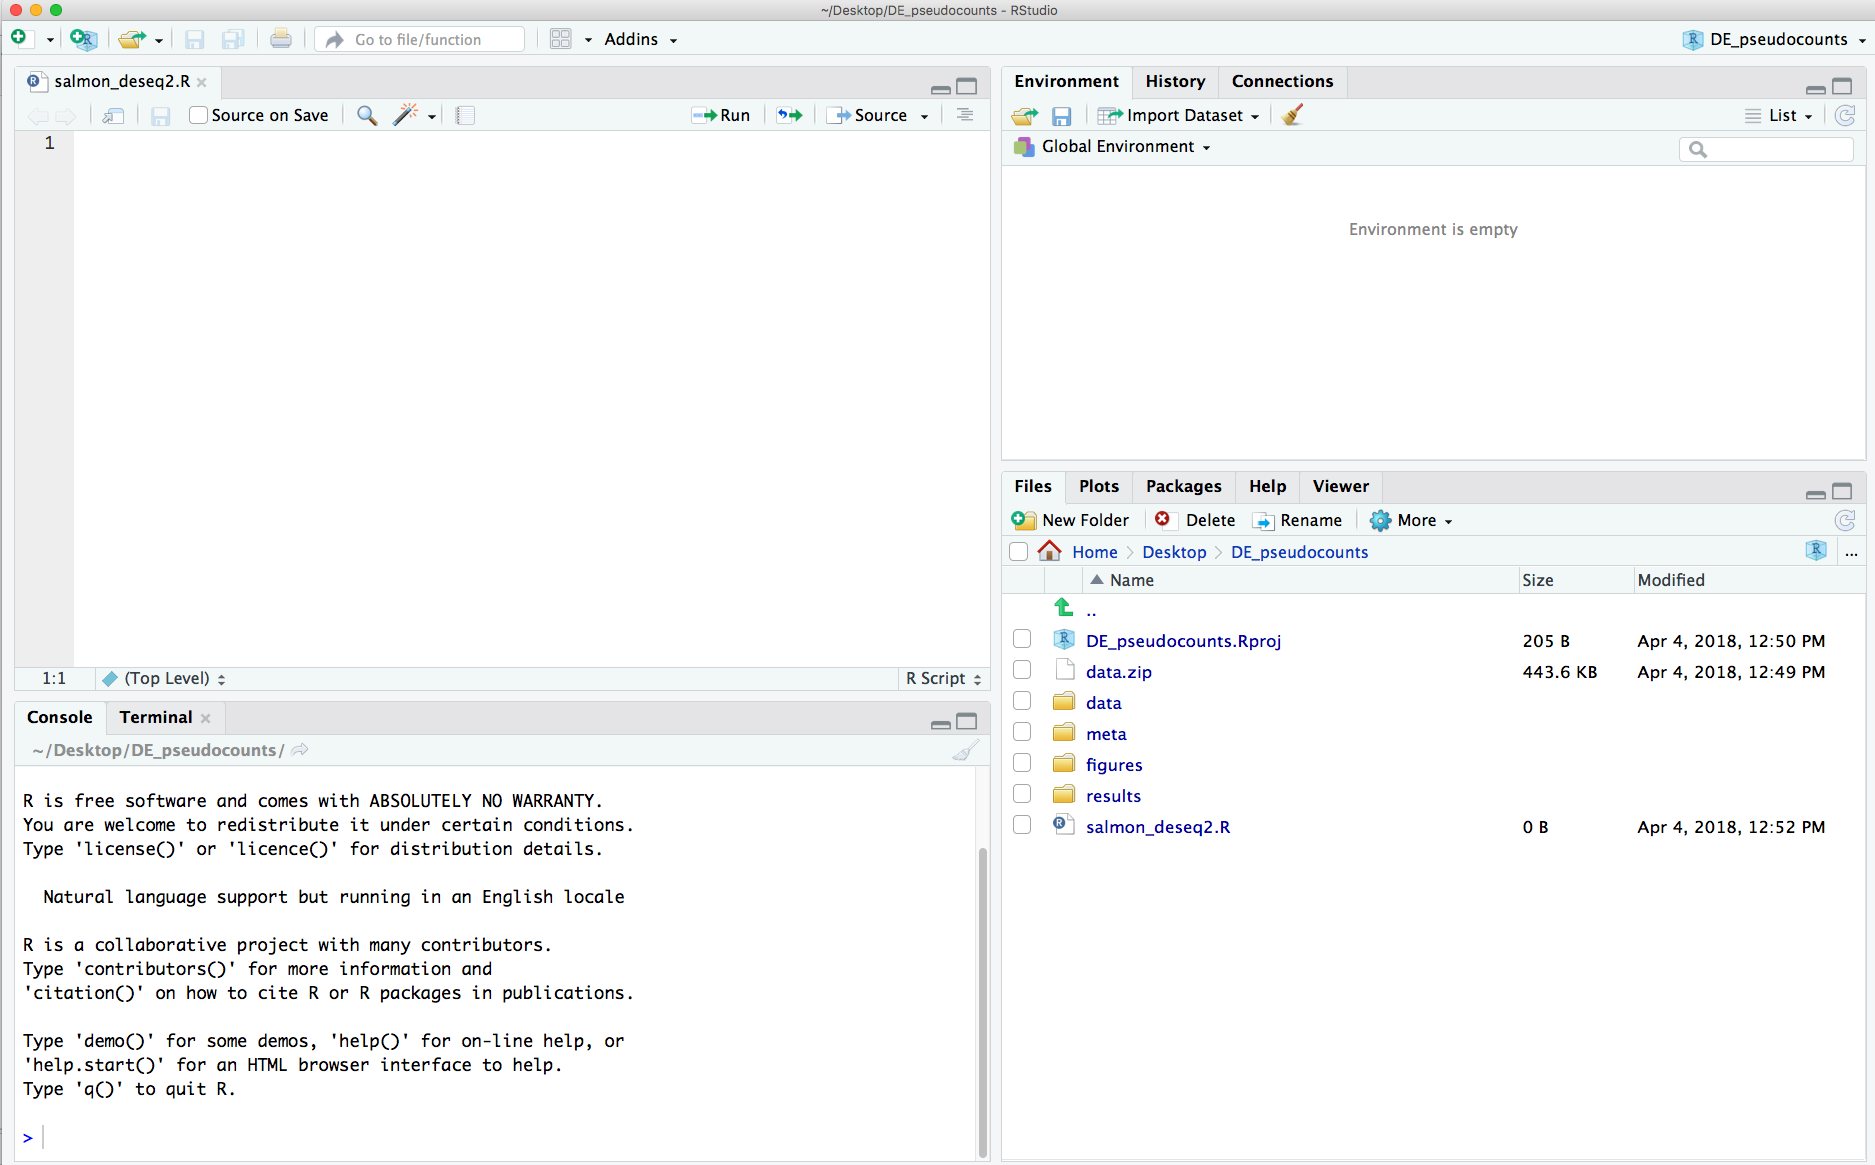 ~/Desktop/DE_pseudocounts - RStudio
Go to file/function
Addins
DE_pseudocounts
salmon_deseq2.R
Source on Save
Run
Source
1
1:1
(Top Level)
R Script
Console
Terminal
~/Desktop/DE_pseudocounts/
R is free software and comes with ABSOLUTELY NO WARRANTY.
You are welcome to redistribute it under certain conditions.
Type 'license()' or 'licence()' for distribution details.
Natural language support but running in an English locale
R is a collaborative project with many contributors.
Type 'contributors()' for more information and
'citation()' on how to cite R or R packages in publications.
Type 'demo()' for some demos, 'help()' for on-line help, or
'help.start()' for an HTML browser interface to help.
Type 'q()' to quit R.
>
Environment
History
Connections
Import Dataset
List
Global Environment
Environment is empty
Files
Plots
Packages
Help
Viewer
New Folder
Delete
Rename
More
Home
Desktop
DE_pseudocounts
...
Name
Size
Modified
..
DE_pseudocounts.Rproj 205 B Apr 4, 2018, 12:50 PM
data.zip 443.6 KB Apr 4, 2018, 12:49 PM
data
meta
figures
results
salmon_deseq2.R 0 B Apr 4, 2018, 12:52 PM